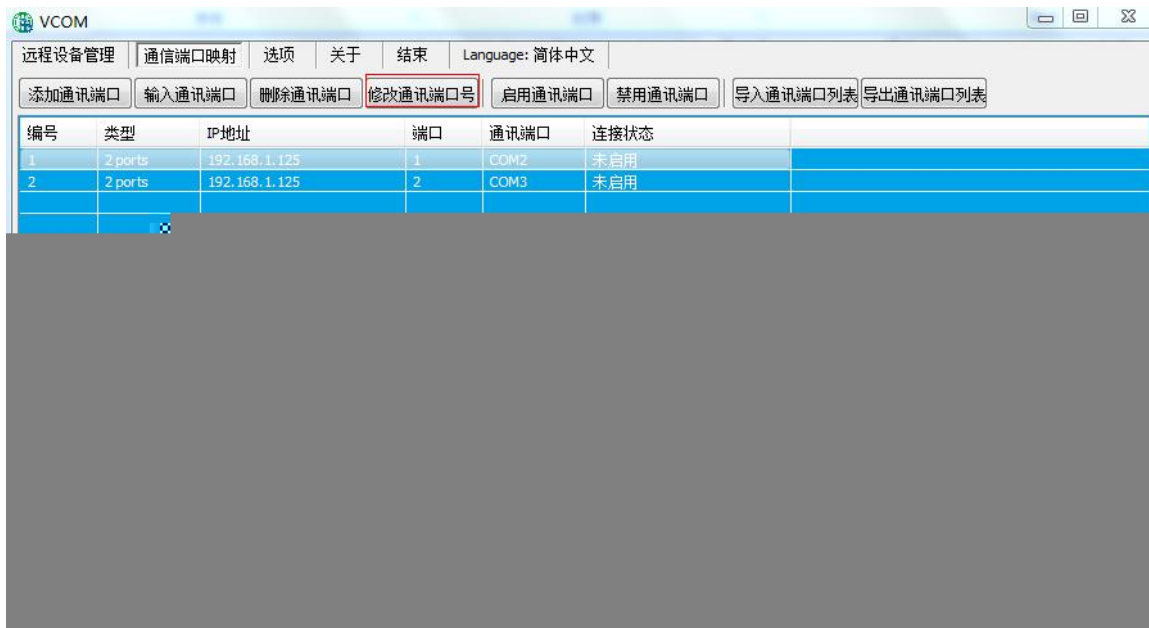 VCOM
远程设备管理 通信端口映射 选项 关于 结束 Language: 简体中文
添加通讯端口 输入通讯端口 删除通讯端口 修改通讯端口号 启用通讯端口 禁用通讯端口 导入通讯端口列表 导出通讯端口列表
编号 类型 IP地址 端口 通讯端口 连接状态
1 2 ports 192.168.1.125 1 COM2 未启用
2 2 ports 192.168.1.125 2 COM3 未启用